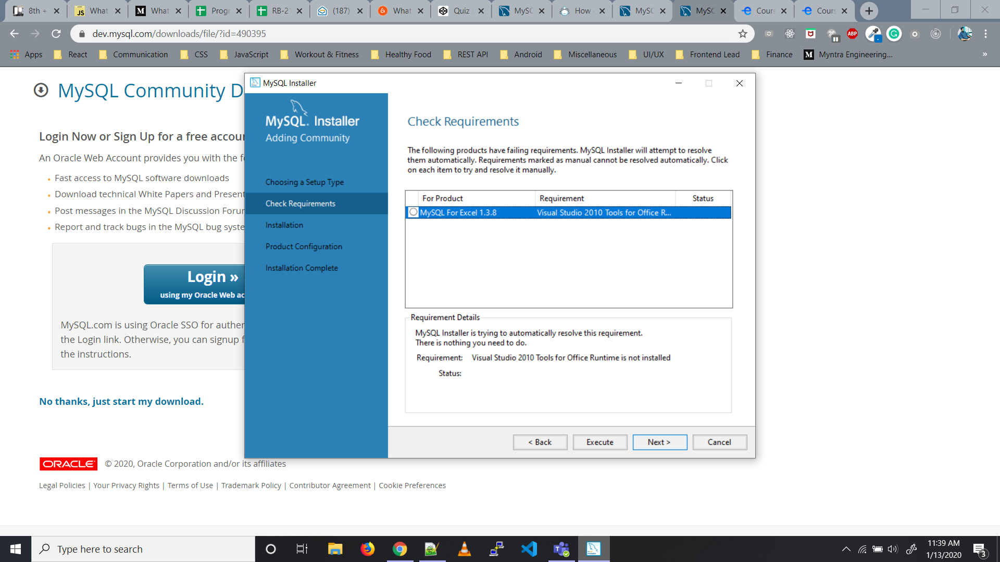 8th +
JS What
M What
Progr
RB-2
(187)
What
Quiz
MySC
How
MySC
MySC
Cours
Cours
dev.mysql.com/downloads/file/?id=490395
ABP
Apps
React
Communication
CSS
JavaScript
Workout & Fitness
Healthy Food
REST API
Android
Miscellaneous
UI/UX
Frontend Lead
Finance
M Myntra Engineering...
»
MySQL Community D
Login Now or Sign Up for a free accou
An Oracle Web Account provides you with the f
Fast access to MySQL software downloads
Download technical White Papers and Present
Post messages in the MySQL Discussion Foru
Report and track bugs in the MySQL bug syste
Login »
using my Oracle Web ac
MySQL.com is using Oracle SSO for auther
the Login link. Otherwise, you can signup f
the instructions.
No thanks, just start my download.
ORACLE © 2020, Oracle Corporation and/or its affiliates
Legal Policies | Your Privacy Rights | Terms of Use | Trademark Policy | Contributor Agreement | Cookie Preferences
MySQL Installer
MySQL. Installer
Adding Community
Choosing a Setup Type
Check Requirements
Installation
Product Configuration
Installation Complete
Check Requirements
The following products have failing requirements. MySQL Installer will attempt to resolve
them automatically. Requirements marked as manual cannot be resolved automatically. Click
on each item to try and resolve it manually.
For Product Requirement Status
MySQL For Excel 1.3.8 Visual Studio 2010 Tools for Office R...
Requirement Details
MySQL Installer is trying to automatically resolve this requirement.
There is nothing you need to do.
Requirement: Visual Studio 2010 Tools for Office Runtime is not installed
Status:
< Back
Execute
Next >
Cancel
Type here to search
11:39 AM
1/13/2020
3